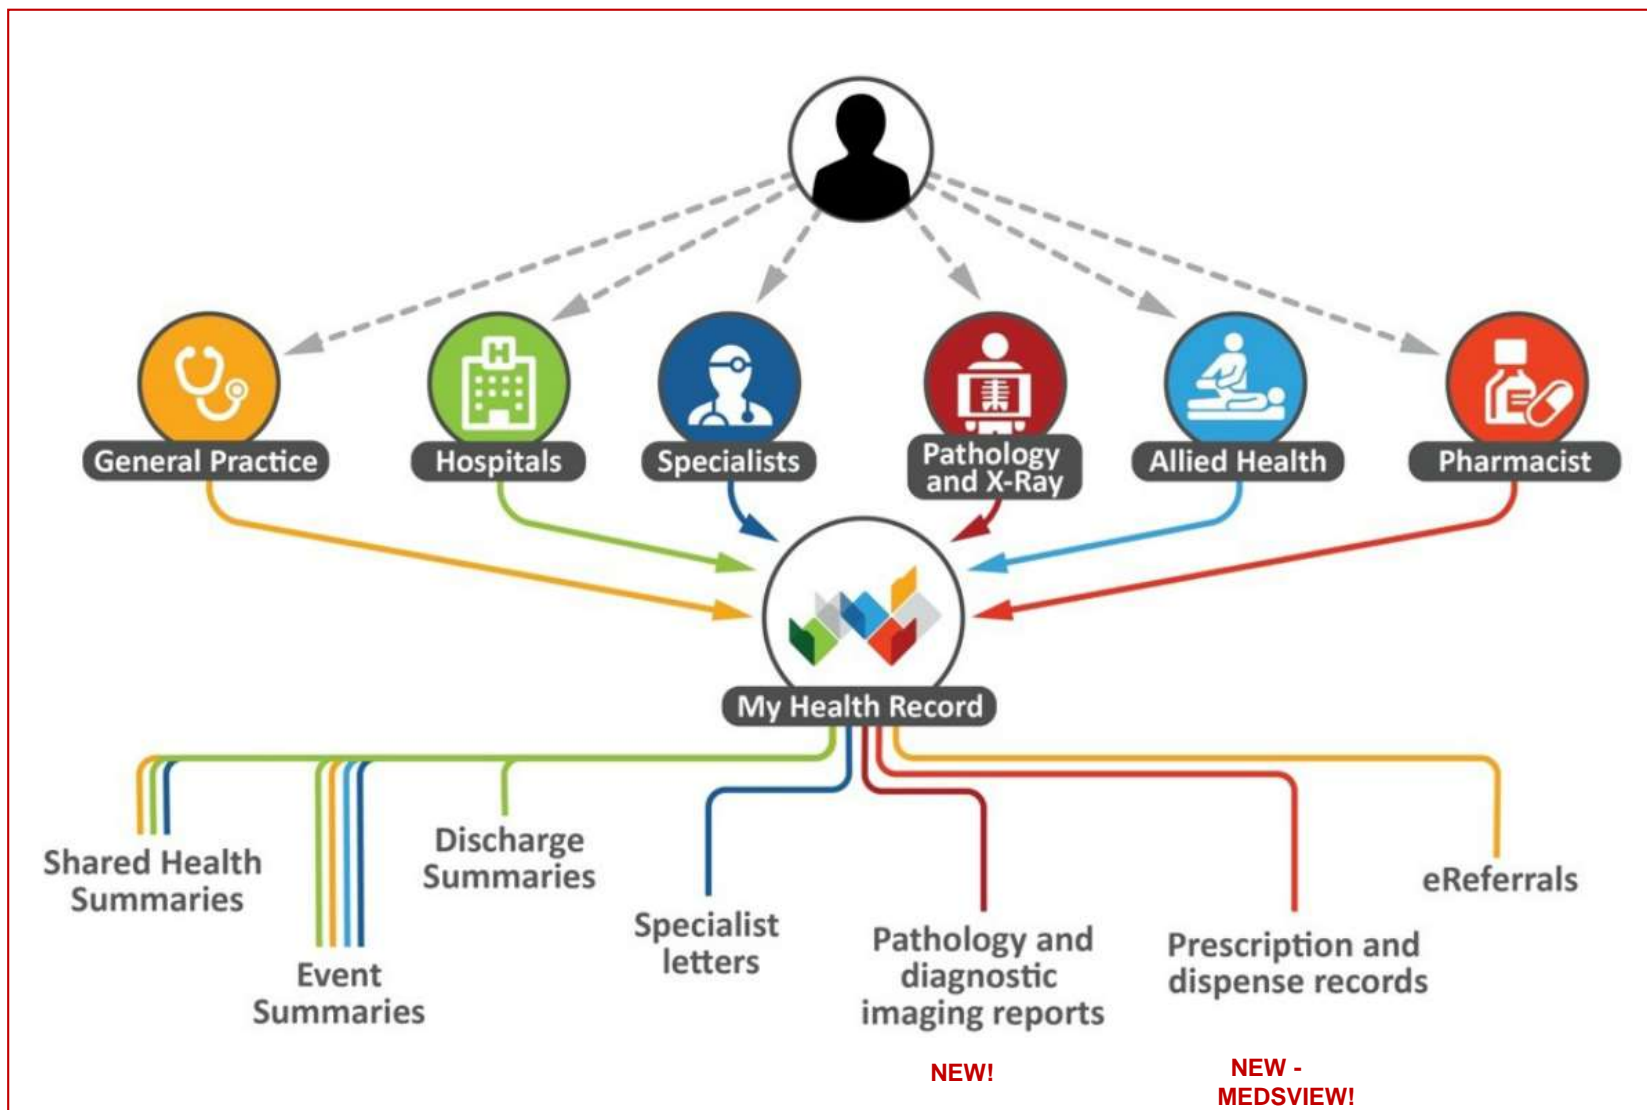 General Practice
Hospitals
Specialists
Pathology
and X-Ray
Allied Health
Pharmacist
H
My Health Record
Shared Health
Summaries
Event
Summaries
Discharge
Summaries
Specialist
letters
Pathology and
diagnostic
imaging reports
NEW!
Prescription and
dispense records
NEW -
MEDSVIEW!
eReferrals